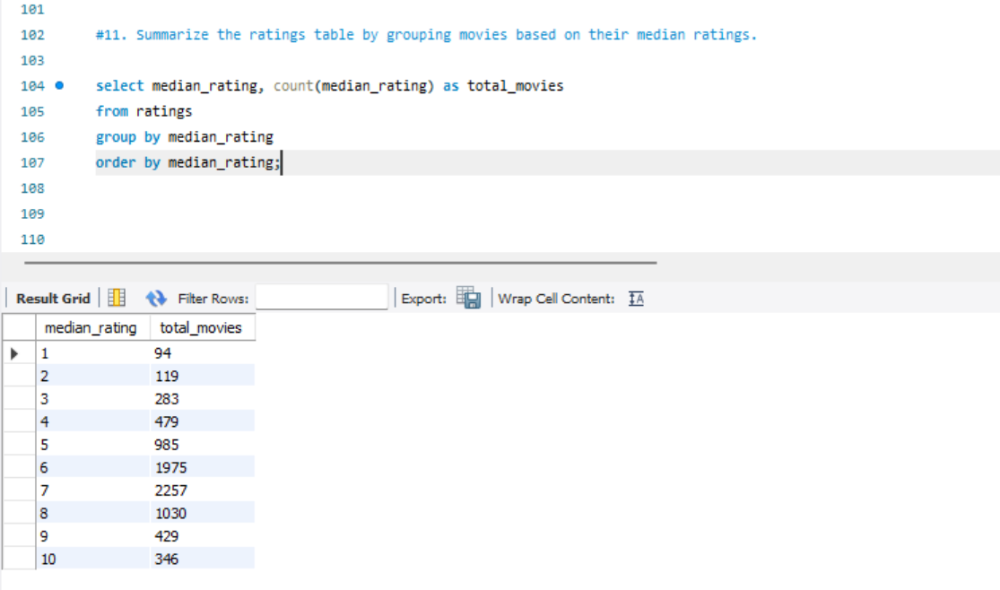 101
102 #11. Summarize the ratings table by grouping movies based on their median ratings.
103
104 select median_rating, count(median_rating) as total_movies
105 from ratings
106 group by median_rating
107 order by median_rating;
108
109
110
Result Grid Filter Rows: Export: Wrap Cell Content: IA
median_rating total_movies
1 94
2 119
3 283
4 479
5 985
6 1975
7 2257
8 1030
9 429
10 346